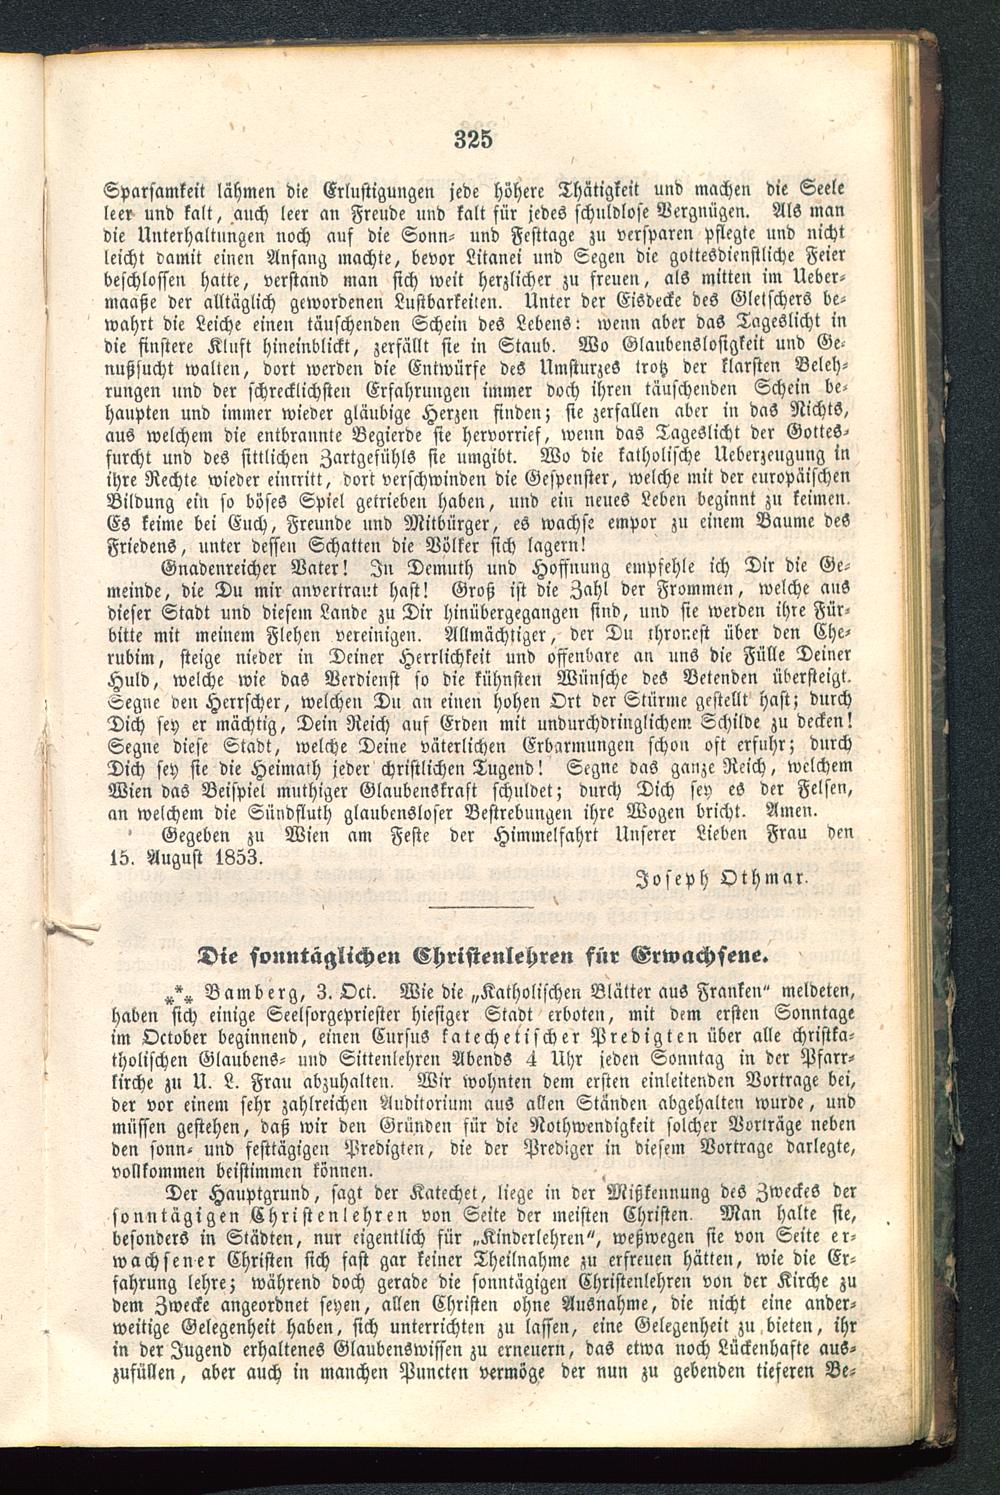 325
Sparsamkeit lähmen die Erlustigungen jede höhere Thätigkeit und machen die Seele
leer und kalt, auch leer an Freude und kalt für jedes schuldlose Vergnügen. Als man
die Unterhaltungen noch auf die Sonn- und Festtage zu versparen pflegte und nicht
leicht damit einen Anfang machte, bevor Litanei und Segen die gottesdienstliche Feier
beschlossen hatte, verstand man sich weit herzlicher zu freuen, als mitten im Ueber-
maaße der alltäglich gewordenen Lustbarkeiten. Unter der Eisdecke des Gletschers be-
wahrt die Leiche einen täuschenden Schein des Lebens: wenn aber das Tageslicht in
die finstere Kluft hineinblickt, zerfällt sie in Staub. Wo Glaubenslosigkeit und Ge-
nußsucht walten, dort werden die Entwürfe des Umsturzes trotz der klarsten Beleh-
rungen und der schrecklichsten Erfahrungen immer doch ihren täuschenden Schein be-
haupten und immer wieder gläubige Herzen finden; sie zerfallen aber in das Nichts,
aus welchem die entbrannte Begierde sie hervorrief, wenn das Tageslicht der Gottes-
furcht und des sittlichen Zartgefühls sie umgibt. Wo die katholische Ueberzeugung in
ihre Rechte wieder eintritt, dort verschwinden die Gespenster, welche mit der europäischen
Bildung ein so böses Spiel getrieben haben, und ein neues Leben beginnt zu keimen.
Es keime bei Euch, Freunde und Mitbürger, es wachse empor zu einem Baume des
Friedens, unter dessen Schatten die Völker sich lagern!
Gnadenreicher Vater! In Demuth und Hoffnung empfehle ich Dir die Ge-
meinde, die Du mir anvertraut hast! Groß ist die Zahl der Frommen, welche aus
dieser Stadt und diesem Lande zu Dir hinübergegangen sind, und sie werden ihre Für-
bitte mit meinem Flehen vereinigen. Allmächtiger, der Du thronest über den Che-
rubim, steige nieder in Deiner Herrlichkeit und offenbare an uns die Fülle Deiner
Huld, welche wie das Verdienst so die kühnsten Wünsche des Betenden übersteigt.
Segne den Herrscher, welchen Du an einen hohen Ort der Stürme gestellt hast; durch
Dich sey er mächtig, Dein Reich auf Erden mit undurchdringlichem Schilde zu decken!
Segne diese Stadt, welche Deine väterlichen Erbarmungen schon oft erfuhr; durch
Dich sey sie die Heimath jeder christlichen Tugend! Segne das ganze Reich, welchem
Wien das Beispiel muthiger Glaubenskraft schuldet; durch Dich sey es der Felsen,
an welchem die Sündfluth glaubensloser Bestrebungen ihre Wogen bricht. Amen.
Gegeben zu Wien am Feste der Himmelfahrt Unserer Lieben Frau den
15. August 1853.
Joseph Othmar.
Die sonntäglichen Christenlehren für Erwachsene.
*** Bamberg, 3. Oct. Wie die „Katholischen Blätter aus Franken“ meldeten,
haben sich einige Seelsorgepriester hiesiger Stadt erboten, mit dem ersten Sonntage
im October beginnend, einen Cursus katechetischer Predigten über alle christka-
tholischen Glaubens- und Sittenlehren Abends 4 Uhr jeden Sonntag in der Pfarr-
kirche zu U. L. Frau abzuhalten. Wir wohnten dem ersten einleitenden Vortrage bei,
der vor einem sehr zahlreichen Auditorium aus allen Ständen abgehalten wurde, und
müssen gestehen, daß wir den Gründen für die Nothwendigkeit solcher Vorträge neben
den sonn- und festtägigen Predigten, die der Prediger in diesem Vortrage darlegte,
vollkommen beistimmen können.
Der Hauptgrund, sagt der Katechet, liege in der Mißkennung des Zweckes der
sonntägigen Christenlehren von Seite der meisten Christen. Man halte sie,
besonders in Städten, nur eigentlich für „Kinderlehren“, weßwegen sie von Seite er-
wachsener Christen sich fast gar keiner Theilnahme zu erfreuen hätten, wie die Er-
fahrung lehre; während doch gerade die sonntägigen Christenlehren von der Kirche zu
dem Zwecke angeordnet seyen, allen Christen ohne Ausnahme, die nicht eine ander-
weitige Gelegenheit haben, sich unterrichten zu lassen, eine Gelegenheit zu bieten, ihr
in der Jugend erhaltenes Glaubenswissen zu erneuern, das etwa noch Lückenhafte aus-
zufüllen, aber auch in manchen Puncten vermöge der nun zu gebenden tieferen Be-